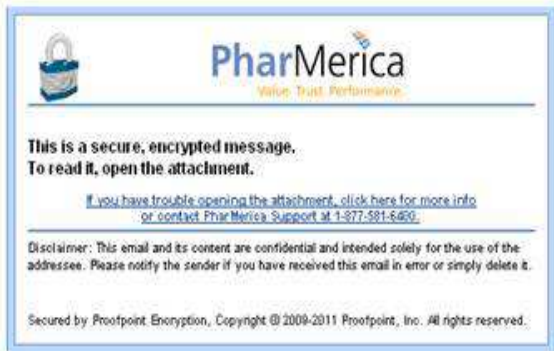 PharMerica
Value. Trust. Performance.
This is a secure, encrypted message.
To read it, open the attachment.
If you have trouble opening the attachment, click here for more info
or contact PharMerica Support at 1-877-581-6480.
Disclaimer: This email and its content are confidential and intended solely for the use of the
addressee. Please notify the sender if you have received this email in error or simply delete it.
Secured by Proofpoint Encryption, Copyright © 2009-2011 Proofpoint, Inc. All rights reserved.